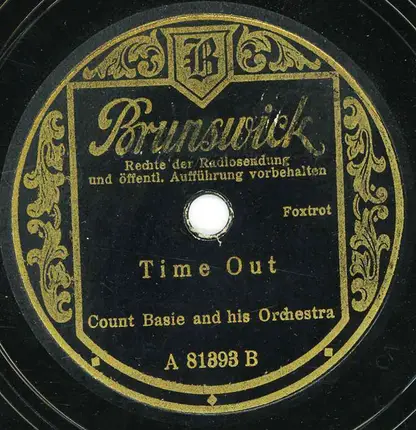 B
Brunswick
Rechte der Radiosendung
und öffentl. Aufführung vorbehalten
Foxtrot
Time Out
Count Basie and his Orchestra
A 81393 B